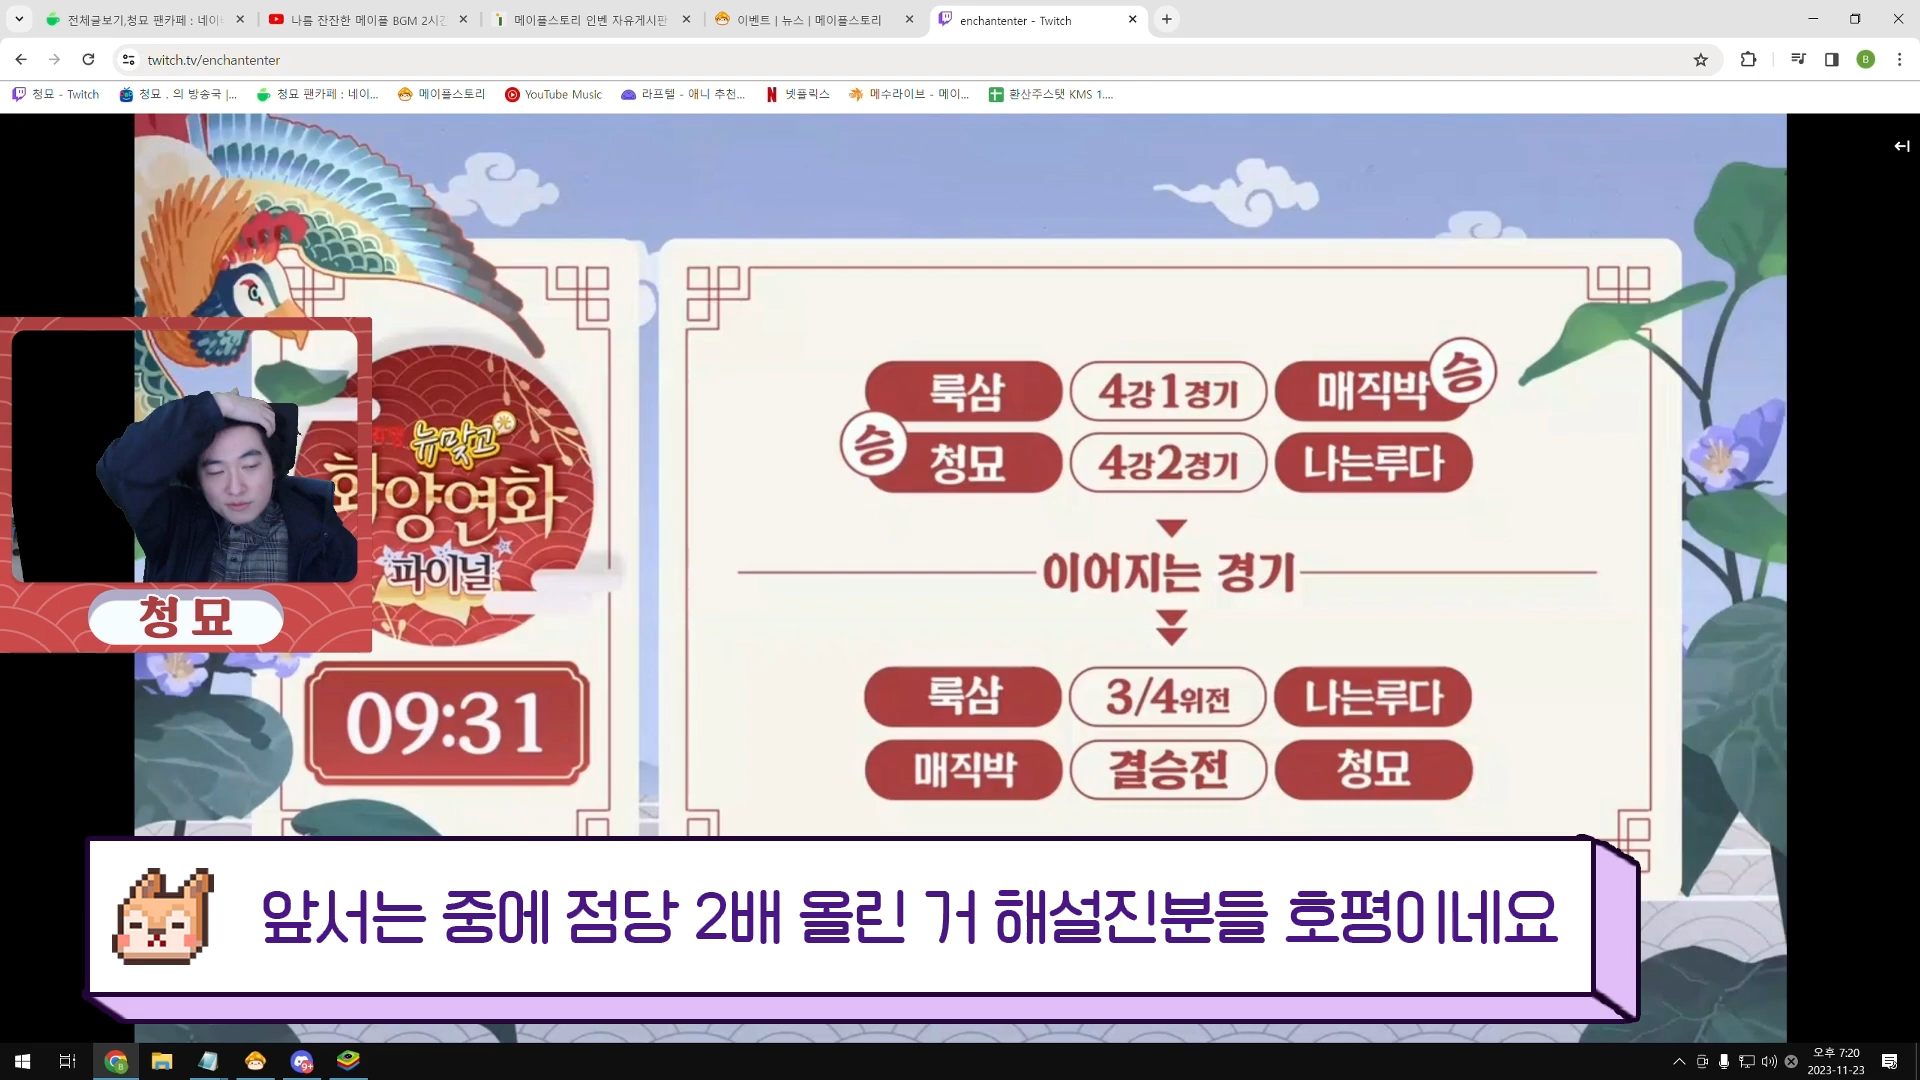 전체글보기,청묘 팬카페 : 네이
나름 잔잔한 메이플 BGM 2시간
메이플스토리 인벤 자유게시판
이벤트 | 뉴스 | 메이플스토리
enchantenter - Twitch
twitch.tv/enchantenter
B
청묘 - Twitch
청묘 . 의 방송국 |...
청묘 팬카페 : 네이...
메이플스토리
YouTube Music
라프텔 - 애니 추천...
넷플릭스
메수라이브 - 메이...
환산주스탯 KMS 1....
룩삼 4강 1경기 매직박 승
승 청묘 4강 2경기 나는루다
이어지는 경기
룩삼 3/4위전 나는루다
매직박 결승전 청묘
뉴맞고 光
화양연화
파이널
청묘
09:31
앞서는 중에 점당 2배 올린 거 해설진분들 호평이네요
9+
오후 7:20
2023-11-23